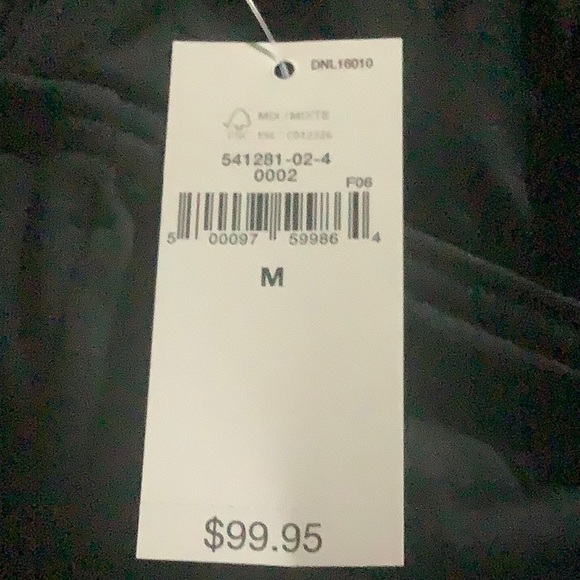 DNL16010
MIX / MIXTE
541281-02-4
0002
F06
5 00097 59986 4
M
$99.95